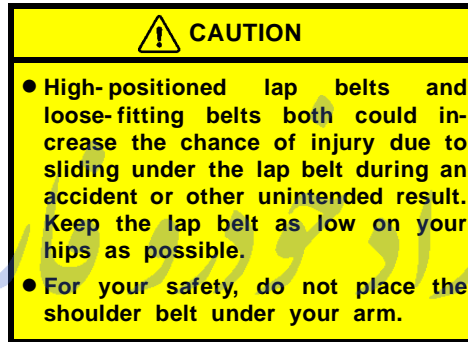 CAUTION
● High-positioned lap belts and
loose-fitting belts both could in-
crease the chance of injury due to
sliding under the lap belt during an
accident or other unintended result.
Keep the lap belt as low on your
hips as possible.
● For your safety, do not place the
shoulder belt under your arm.